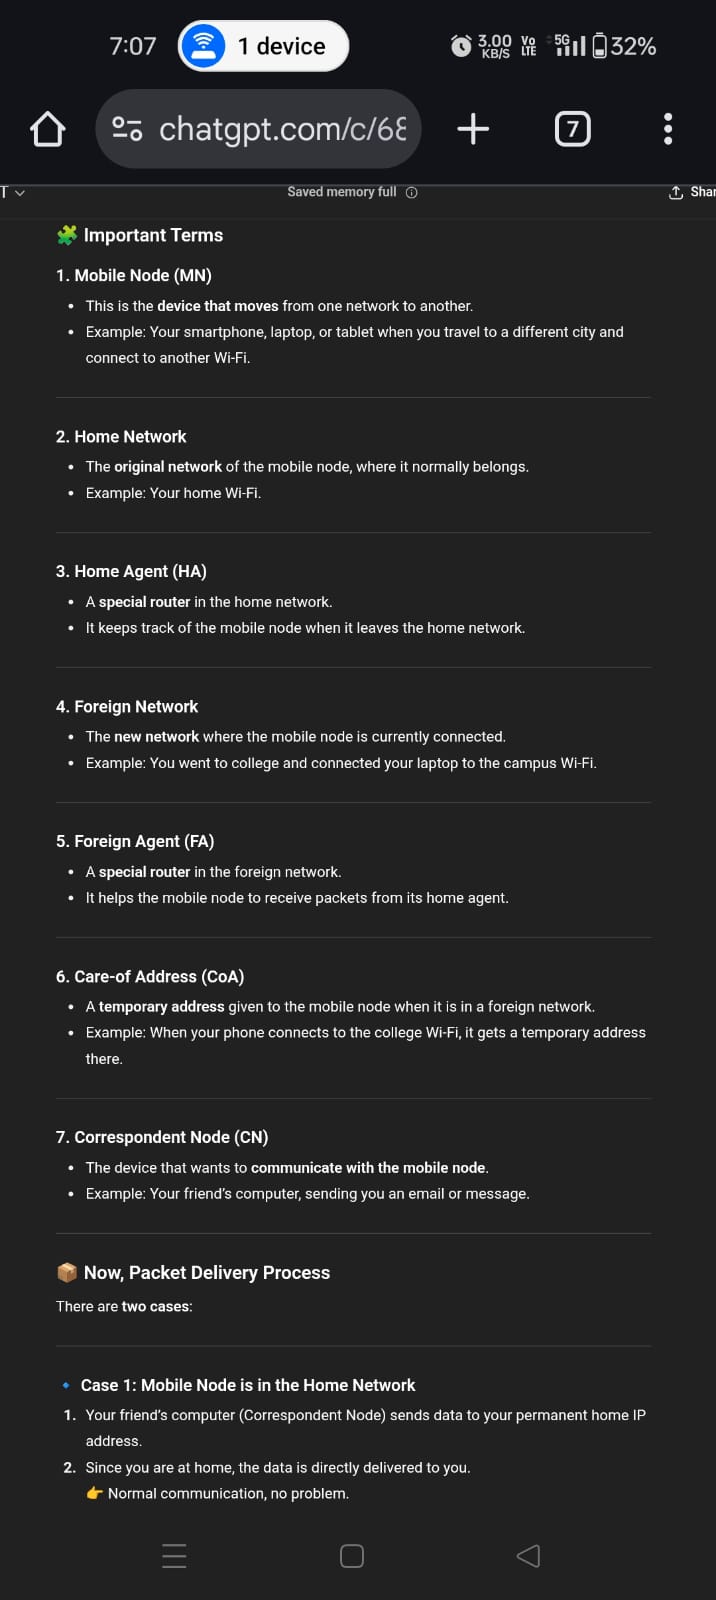 7:07 1 device 3.00 KB/S Vo LTE 5G 32%
chatgpt.com/c/68 7
T Saved memory full Shar
🧩 Important Terms
1. Mobile Node (MN)
• This is the device that moves from one network to another.
• Example: Your smartphone, laptop, or tablet when you travel to a different city and
connect to another Wi-Fi.
2. Home Network
• The original network of the mobile node, where it normally belongs.
• Example: Your home Wi-Fi.
3. Home Agent (HA)
• A special router in the home network.
• It keeps track of the mobile node when it leaves the home network.
4. Foreign Network
• The new network where the mobile node is currently connected.
• Example: You went to college and connected your laptop to the campus Wi-Fi.
5. Foreign Agent (FA)
• A special router in the foreign network.
• It helps the mobile node to receive packets from its home agent.
6. Care-of Address (CoA)
• A temporary address given to the mobile node when it is in a foreign network.
• Example: When your phone connects to the college Wi-Fi, it gets a temporary address
there.
7. Correspondent Node (CN)
• The device that wants to communicate with the mobile node.
• Example: Your friend's computer, sending you an email or message.
📦 Now, Packet Delivery Process
There are two cases:
🔹 Case 1: Mobile Node is in the Home Network
1. Your friend's computer (Correspondent Node) sends data to your permanent home IP
address.
2. Since you are at home, the data is directly delivered to you.
👉 Normal communication, no problem.